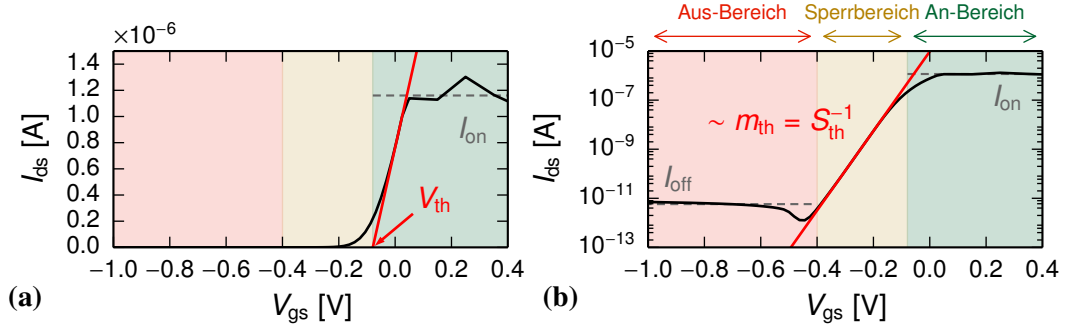 Aus-Bereich Sperrbereich An-Bereich
×10⁻⁶
1.4
1.2
1.0
0.8
0.6
0.4
0.2
0.0
I_ds [A]
I_on
V_th
−1.0 −0.8 −0.6 −0.4 −0.2 0.0 0.2 0.4
V_gs [V]
(a)
10⁻⁵
10⁻⁷
10⁻⁹
10⁻¹¹
10⁻¹³
I_ds [A]
I_on
~ m_th = S_th⁻¹
I_off
−1.0 −0.8 −0.6 −0.4 −0.2 0.0 0.2 0.4
V_gs [V]
(b)